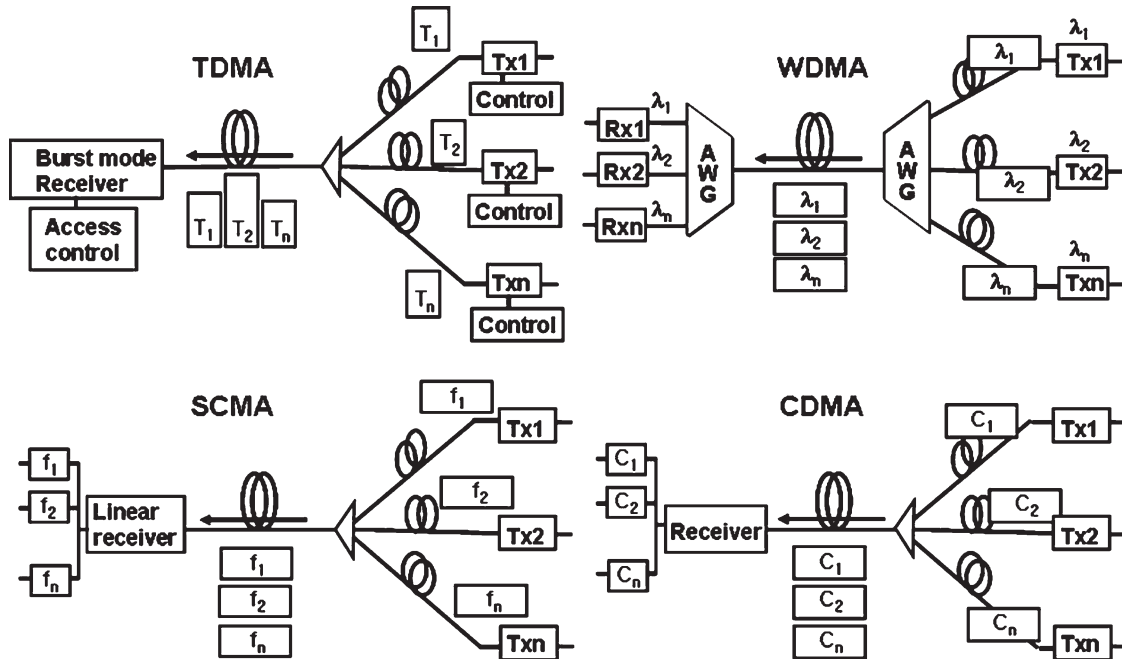 TDMA
T1
Tx1
Control
T2
Tx2
Control
Tn
Txn
Control
Burst mode
Receiver
Access
control
T1
T2
Tn
WDMA
λ1
λ1
Tx1
λ2
λ2
Tx2
λn
λn
Txn
Rx1
λ1
Rx2
λ2
Rxn
λn
AWG
AWG
λ1
λ2
λn
SCMA
f1
Tx1
f2
Tx2
fn
Txn
f1
f2
fn
Linear
receiver
f1
f2
fn
CDMA
C1
Tx1
C2
Tx2
Cn
Txn
C1
C2
Cn
Receiver
C1
C2
Cn